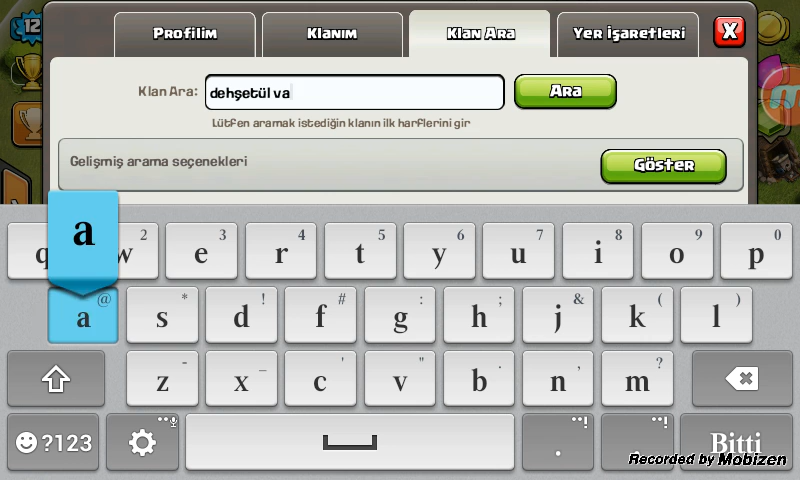 12
Profilim
Klanım
Klan Ara
Yer İşaretleri
X
Klan Ara:
dehşetül va
Ara
Lütfen aramak istediğin klanın ilk harflerini gir
Gelişmiş arama seçenekleri
Göster
a
q w 2 e 3 r 4 t 5 y 6 u 7 i 8 o 9 p 0
a @ s * d ! f # g : h ; j & k ( l )
z - x _ c ' v " b . n , m ?
?123
.
Bitti
Recorded by Mobizen